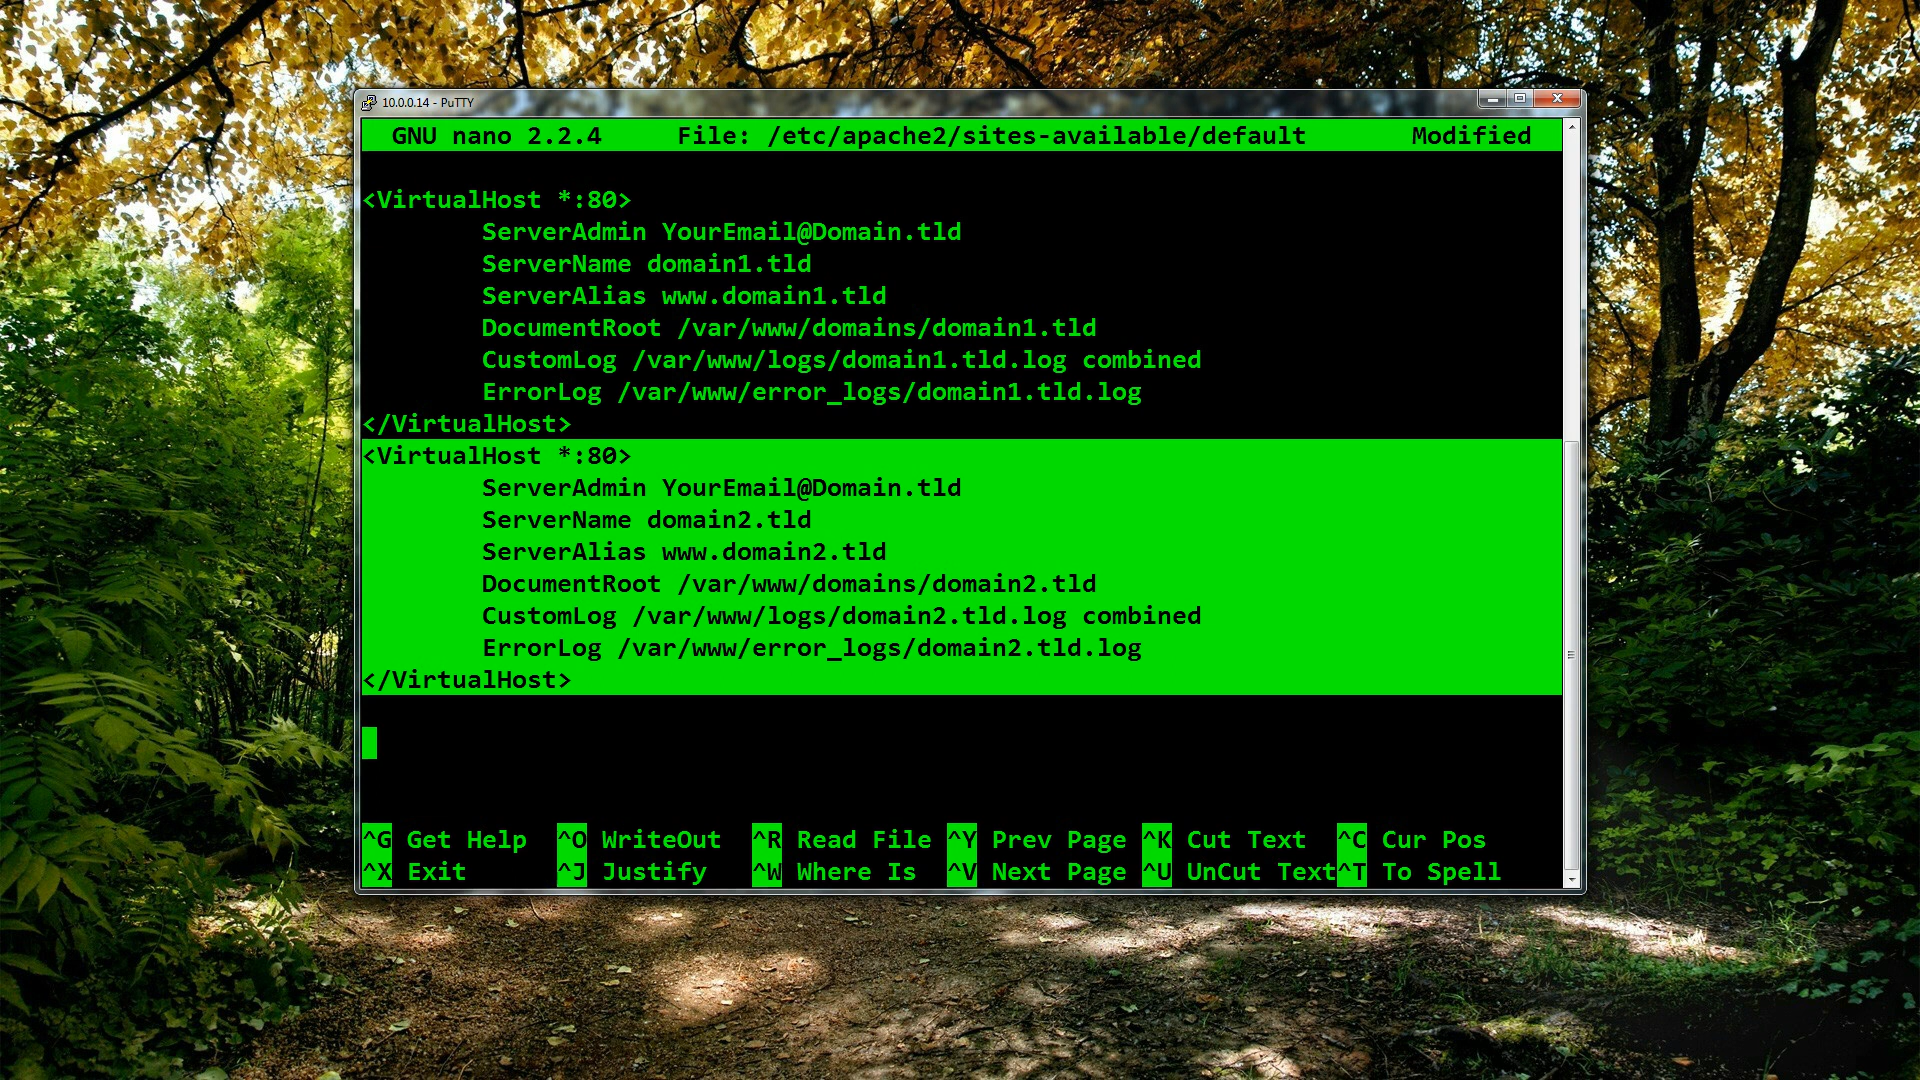 10.0.0.14 - PuTTY
GNU nano 2.2.4 File: /etc/apache2/sites-available/default Modified
<VirtualHost *:80>
ServerAdmin YourEmail@Domain.tld
ServerName domain1.tld
ServerAlias www.domain1.tld
DocumentRoot /var/www/domains/domain1.tld
CustomLog /var/www/logs/domain1.tld.log combined
ErrorLog /var/www/error_logs/domain1.tld.log
</VirtualHost>
<VirtualHost *:80>
ServerAdmin YourEmail@Domain.tld
ServerName domain2.tld
ServerAlias www.domain2.tld
DocumentRoot /var/www/domains/domain2.tld
CustomLog /var/www/logs/domain2.tld.log combined
ErrorLog /var/www/error_logs/domain2.tld.log
</VirtualHost>
^G Get Help ^O WriteOut ^R Read File ^Y Prev Page ^K Cut Text ^C Cur Pos
^X Exit ^J Justify ^W Where Is ^V Next Page ^U UnCut Text ^T To Spell